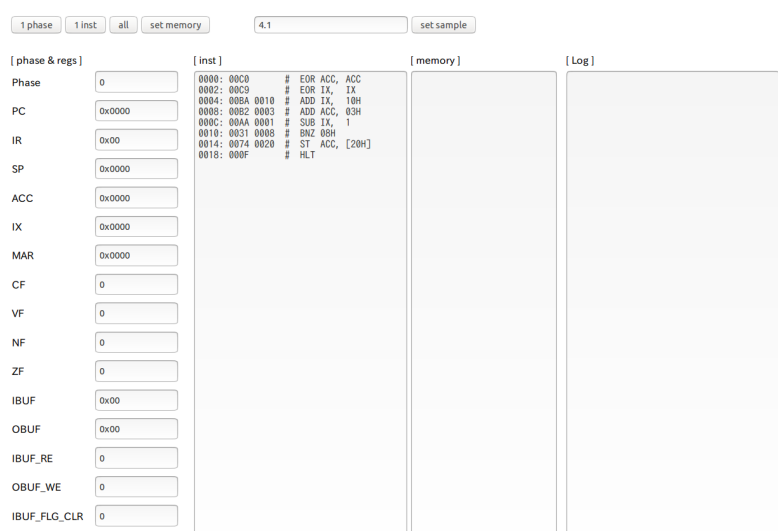 1 phase 1 inst all set memory 4.1 set sample
[ phase & regs ] [ inst ] [ memory ] [ Log ]
Phase 0
PC 0x0000
IR 0x00
SP 0x0000
ACC 0x0000
IX 0x0000
MAR 0x0000
CF 0
VF 0
NF 0
ZF 0
IBUF 0x00
OBUF 0x00
IBUF_RE 0
OBUF_WE 0
IBUF_FLG_CLR 0
0000: 00C0 # EOR ACC, ACC
0002: 00C9 # EOR IX, IX
0004: 00BA 0010 # ADD IX, 10H
0008: 00B2 0003 # ADD ACC, 03H
000C: 00AA 0001 # SUB IX, 1
0010: 0031 0008 # BNZ 08H
0014: 0074 0020 # ST ACC, [20H]
0018: 000F # HLT